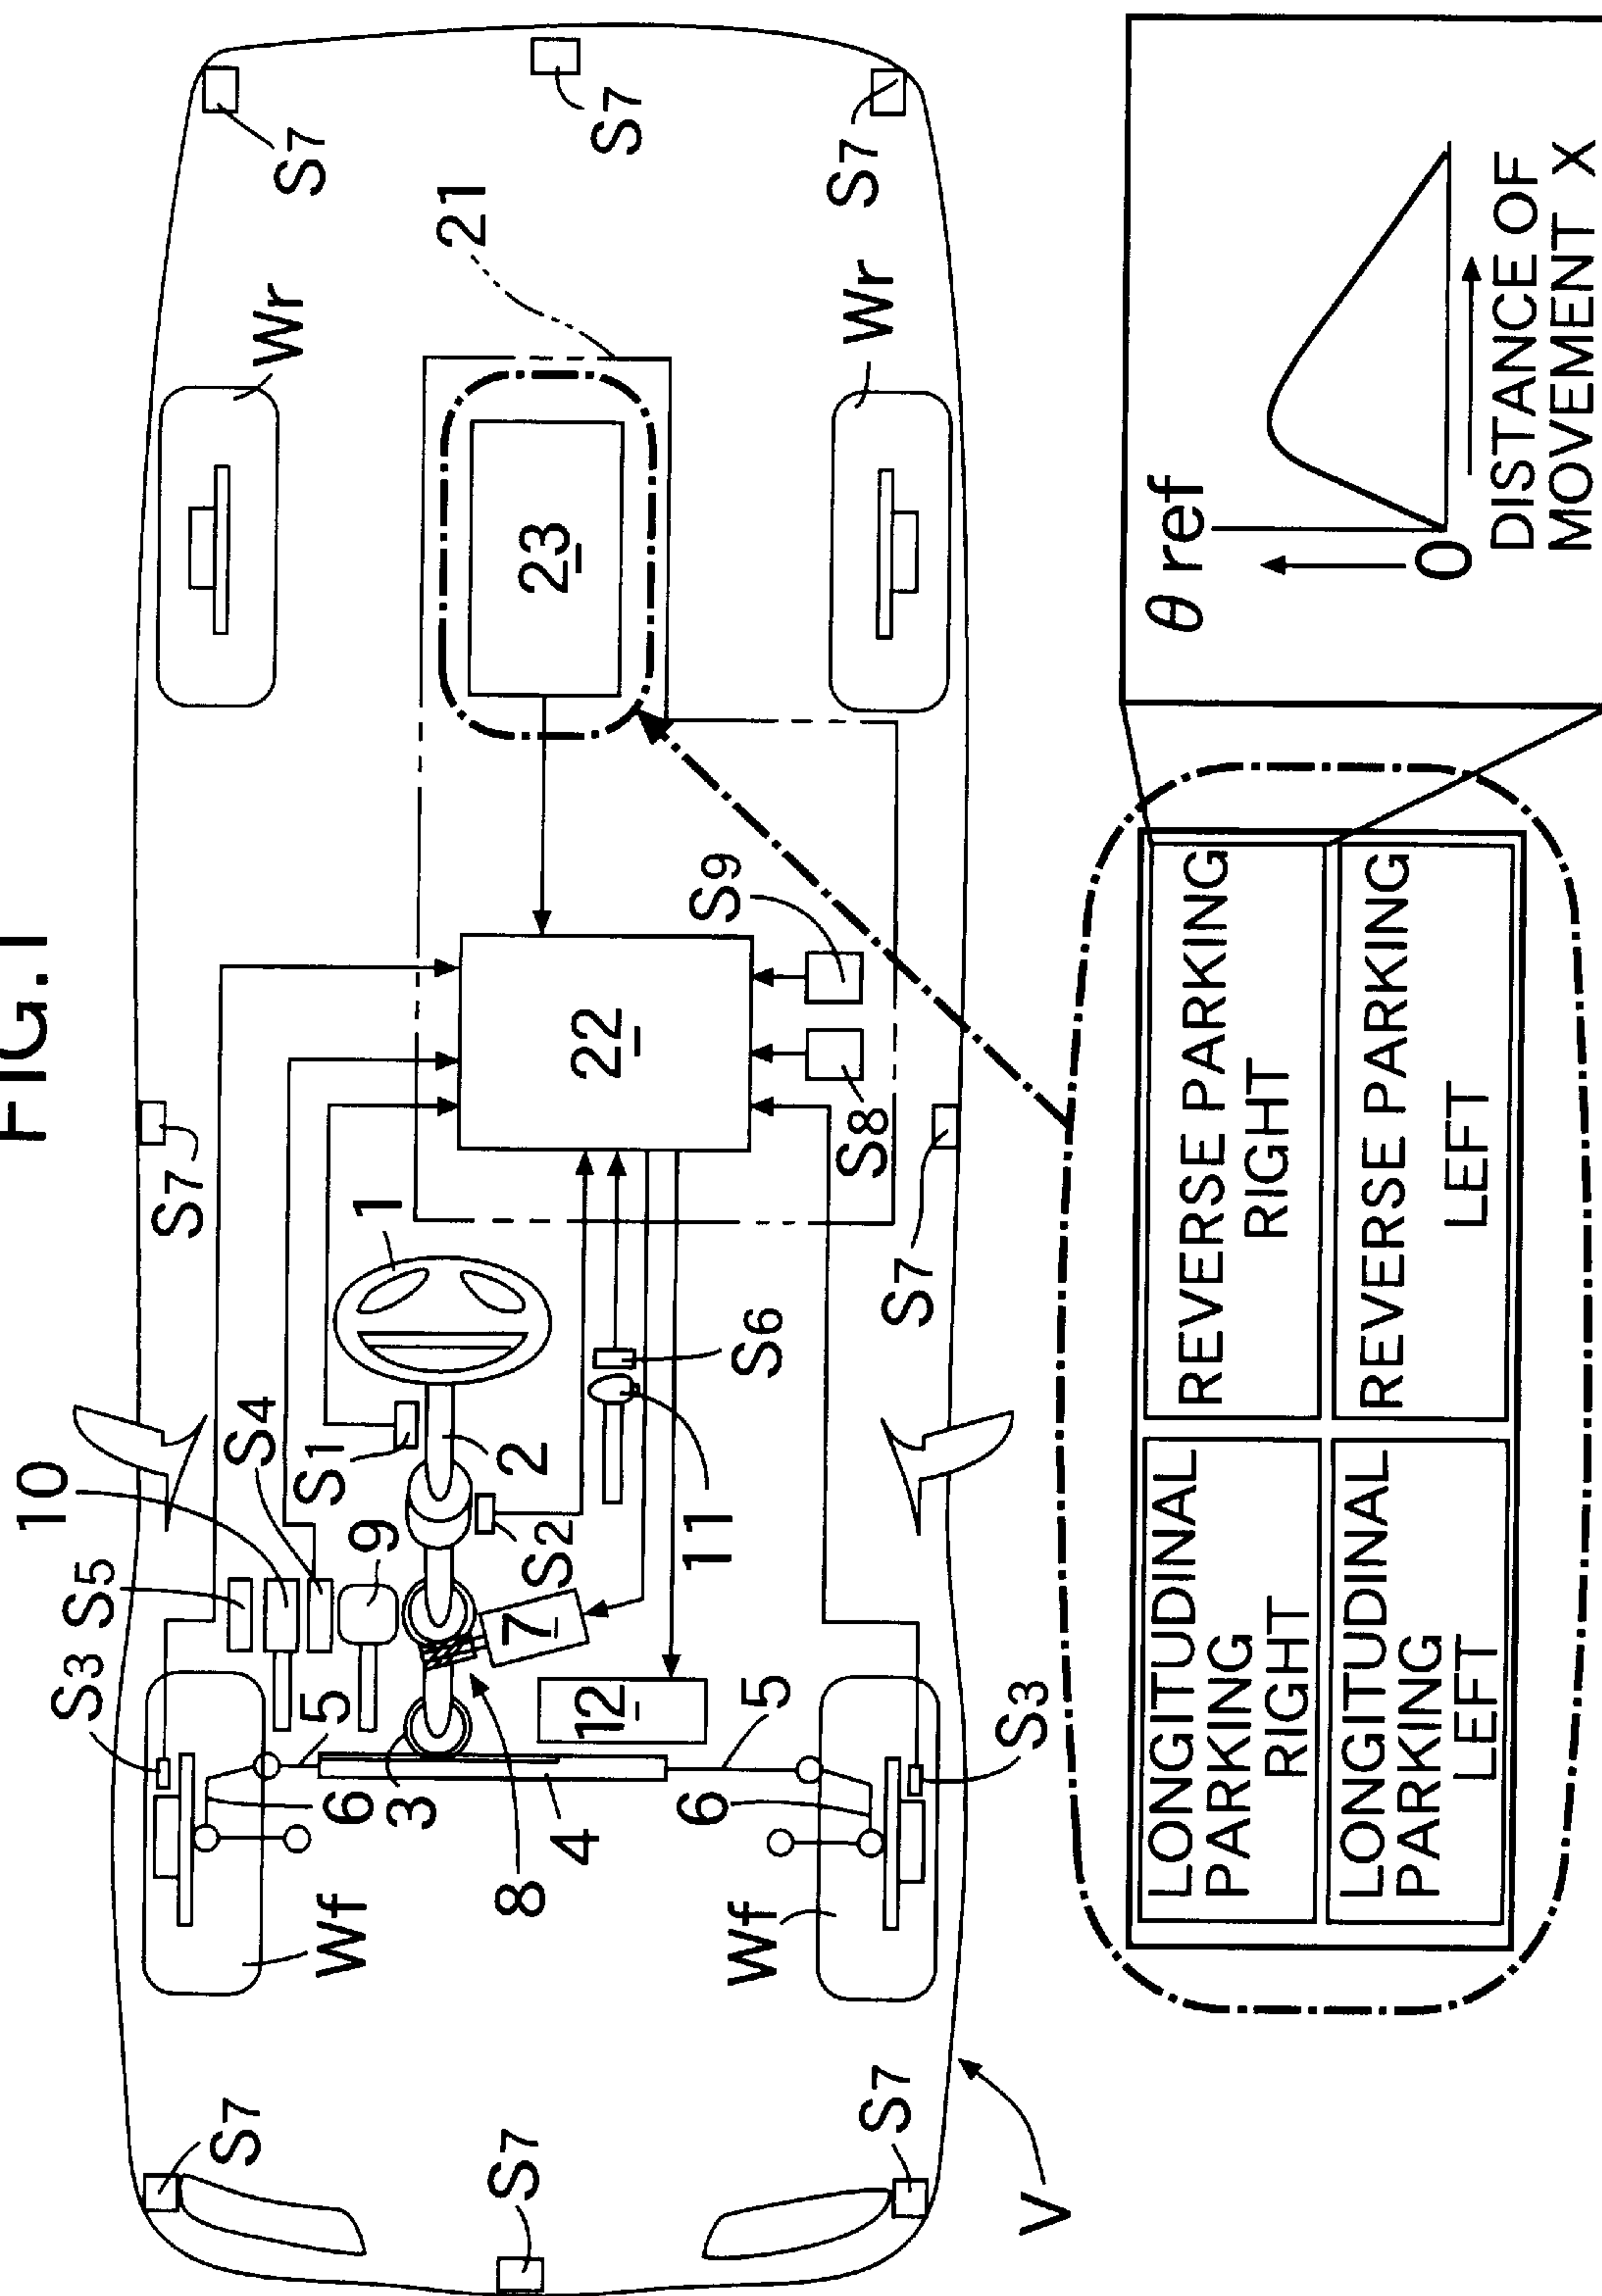 FIG.1
10
S5
S3
S4
S1
9
5
6
3
2
S2
7
8
4
12
5
6
S3
11
S6
1
S7
S7
S7
S7
S7
S7
S7
S7
Wf
Wf
Wr
Wr
21
22
23
S8
S9
V
LONGITUDINAL
PARKING
RIGHT
REVERSE PARKING
RIGHT
LONGITUDINAL
PARKING
LEFT
REVERSE PARKING
LEFT
θ ref
0
DISTANCE OF
MOVEMENT X